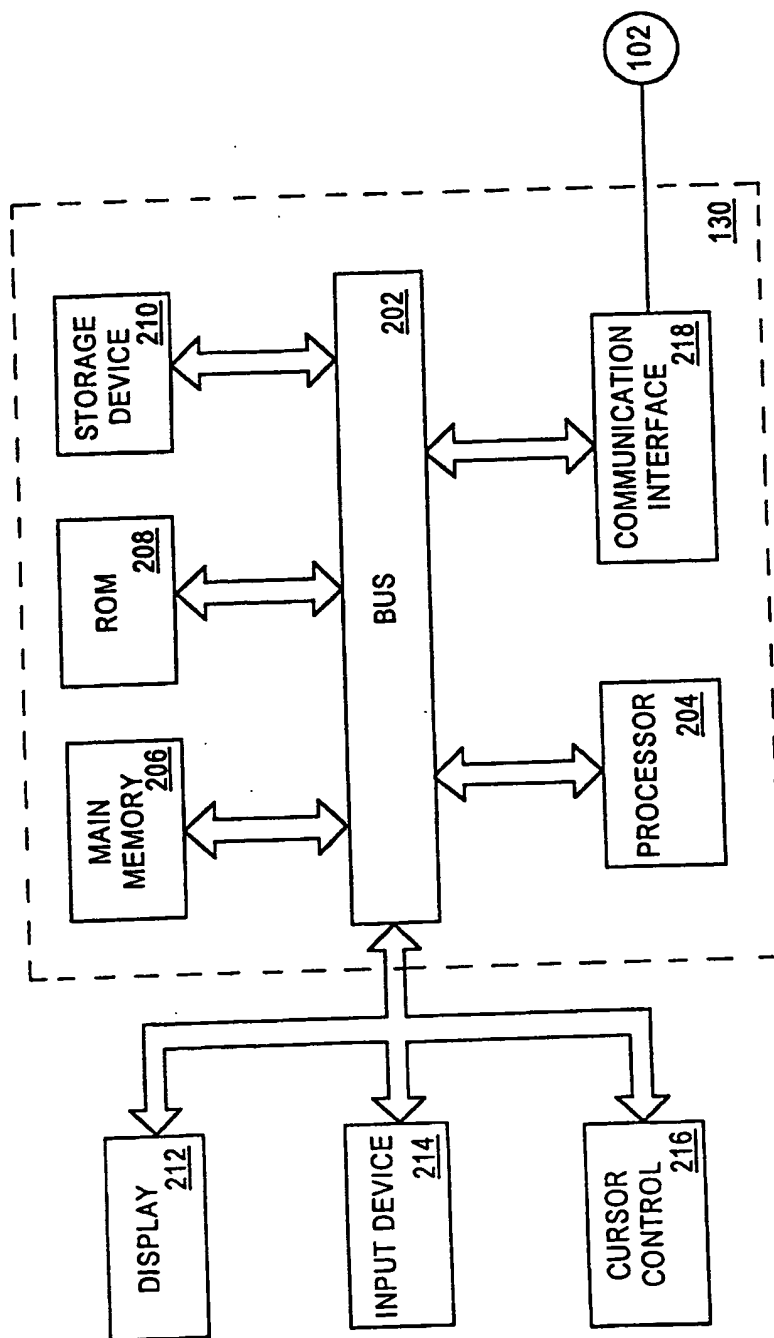 DISPLAY
212
INPUT DEVICE
214
CURSOR
CONTROL
216
MAIN
MEMORY
206
ROM
208
STORAGE
DEVICE
210
BUS
202
PROCESSOR
204
COMMUNICATION
INTERFACE
218
130
102